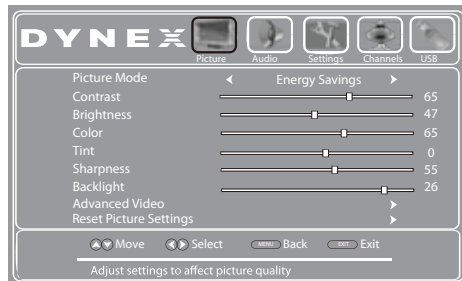 DYNEX
Picture Audio Settings Channels USB
Picture Mode Energy Savings
Contrast 65
Brightness 47
Color 65
Tint 0
Sharpness 55
Backlight 26
Advanced Video
Reset Picture Settings
Move Select MENU Back EXIT Exit
Adjust settings to affect picture quality